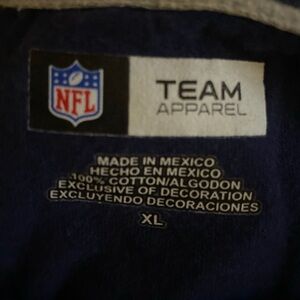 NFL
TEAM
APPAREL
MADE IN MEXICO
HECHO EN MEXICO
100% COTTON/ALGODON
EXCLUSIVE OF DECORATION
EXCLUYENDO DECORACIONES
XL